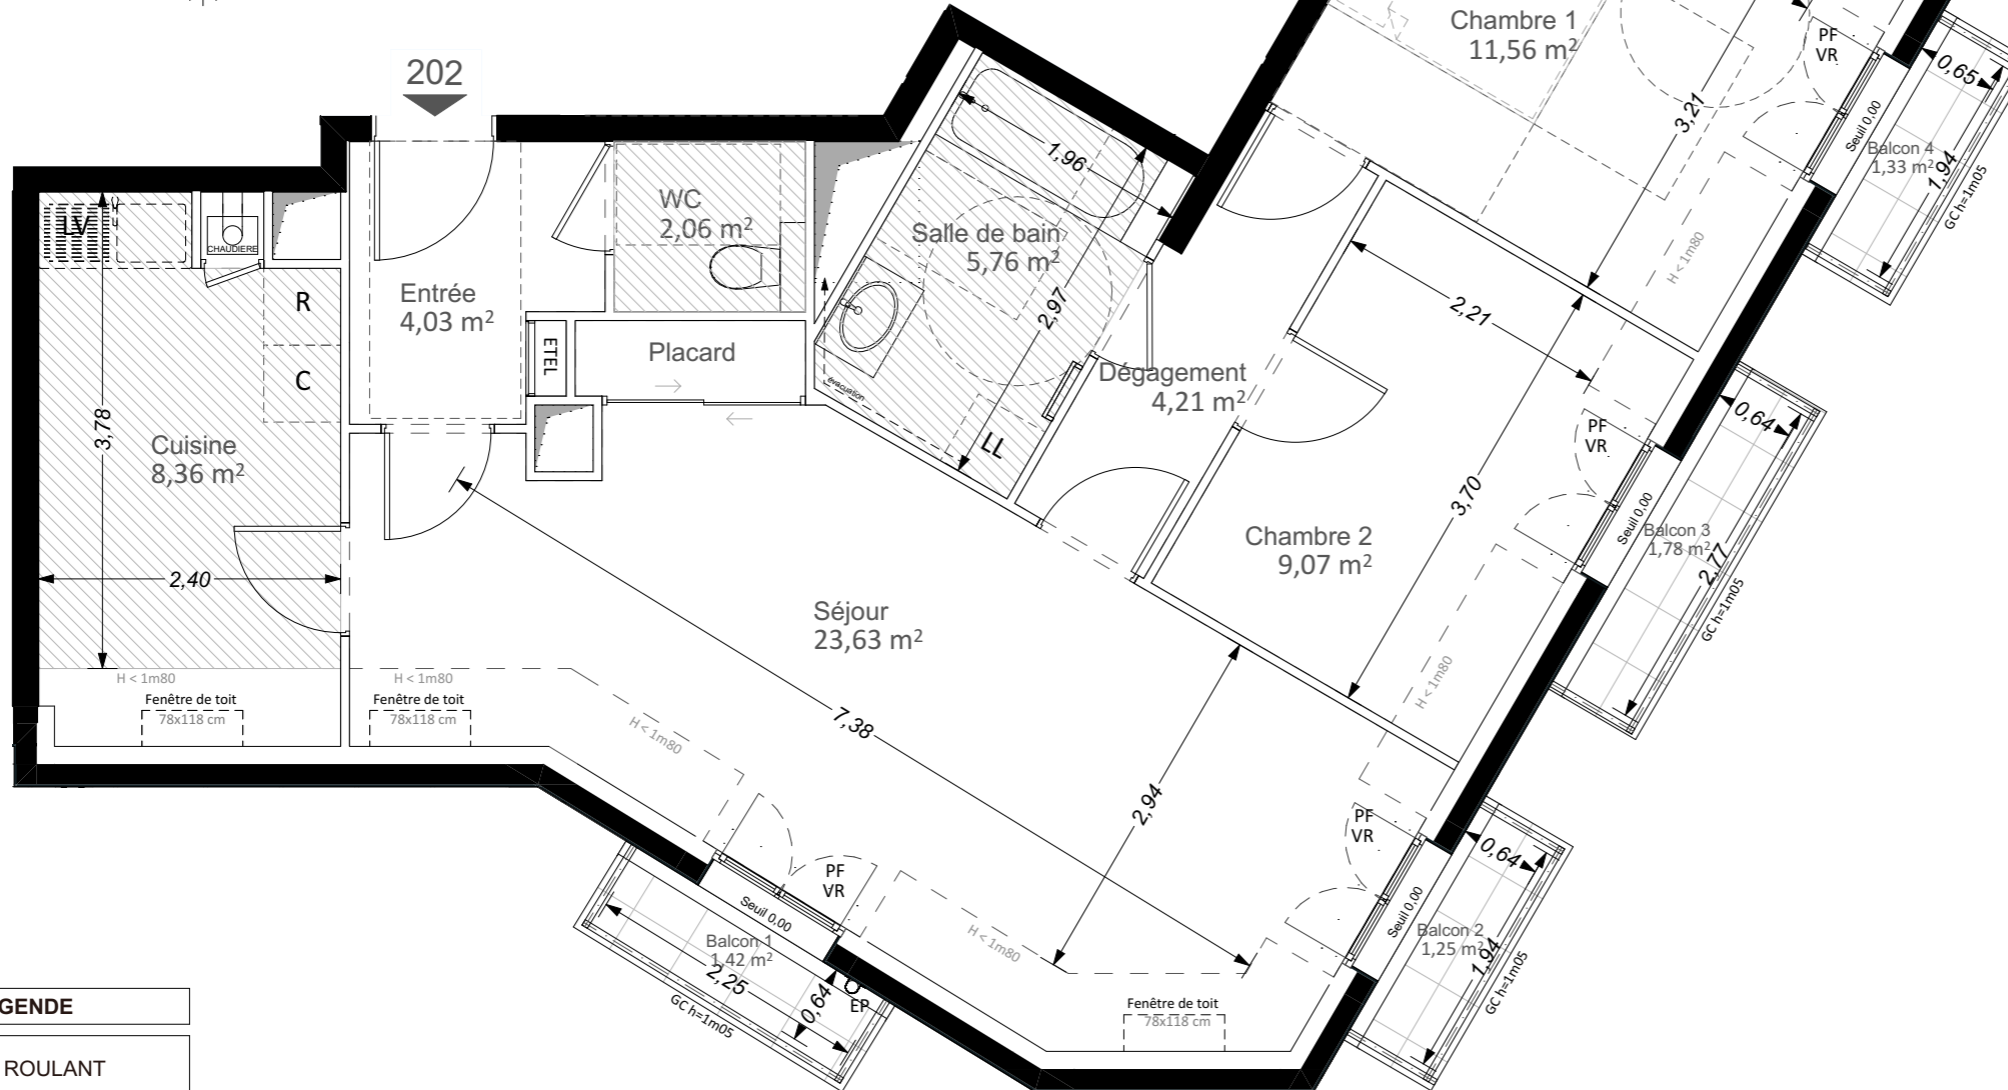 202
Chambre 1
11,56 m²
PF
VR
0,65
3,21
Seuil 0,00
Balcon 4
1,33 m²
1,94
GC h=1m05
H < 1m80
LV
CHAUDIERE
R
C
Entrée
4,03 m²
WC
2,06 m²
1,96
Salle de bain
5,76 m²
2,97
ETEL
Placard
évacuation
LL
Dégagement
4,21 m²
2,21
3,70
PF
VR
0,64
Seuil 0,00
Balcon 3
1,78 m²
2,77
GC h=1m05
3,78
Cuisine
8,36 m²
2,40
Chambre 2
9,07 m²
Séjour
23,63 m²
H < 1m80
H < 1m80
Fenêtre de toit
78x118 cm
H < 1m80
Fenêtre de toit
78x118 cm
H < 1m80
7,38
2,94
PF
VR
0,64
Seuil 0,00
Balcon 2
1,25 m²
1,94
GC h=1m05
PF
VR
Seuil 0,00
Balcon 1
1,42 m²
2,25
0,64
EP
GC h=1m05
H < 1m80
Fenêtre de toit
78x118 cm
GENDE
ROULANT